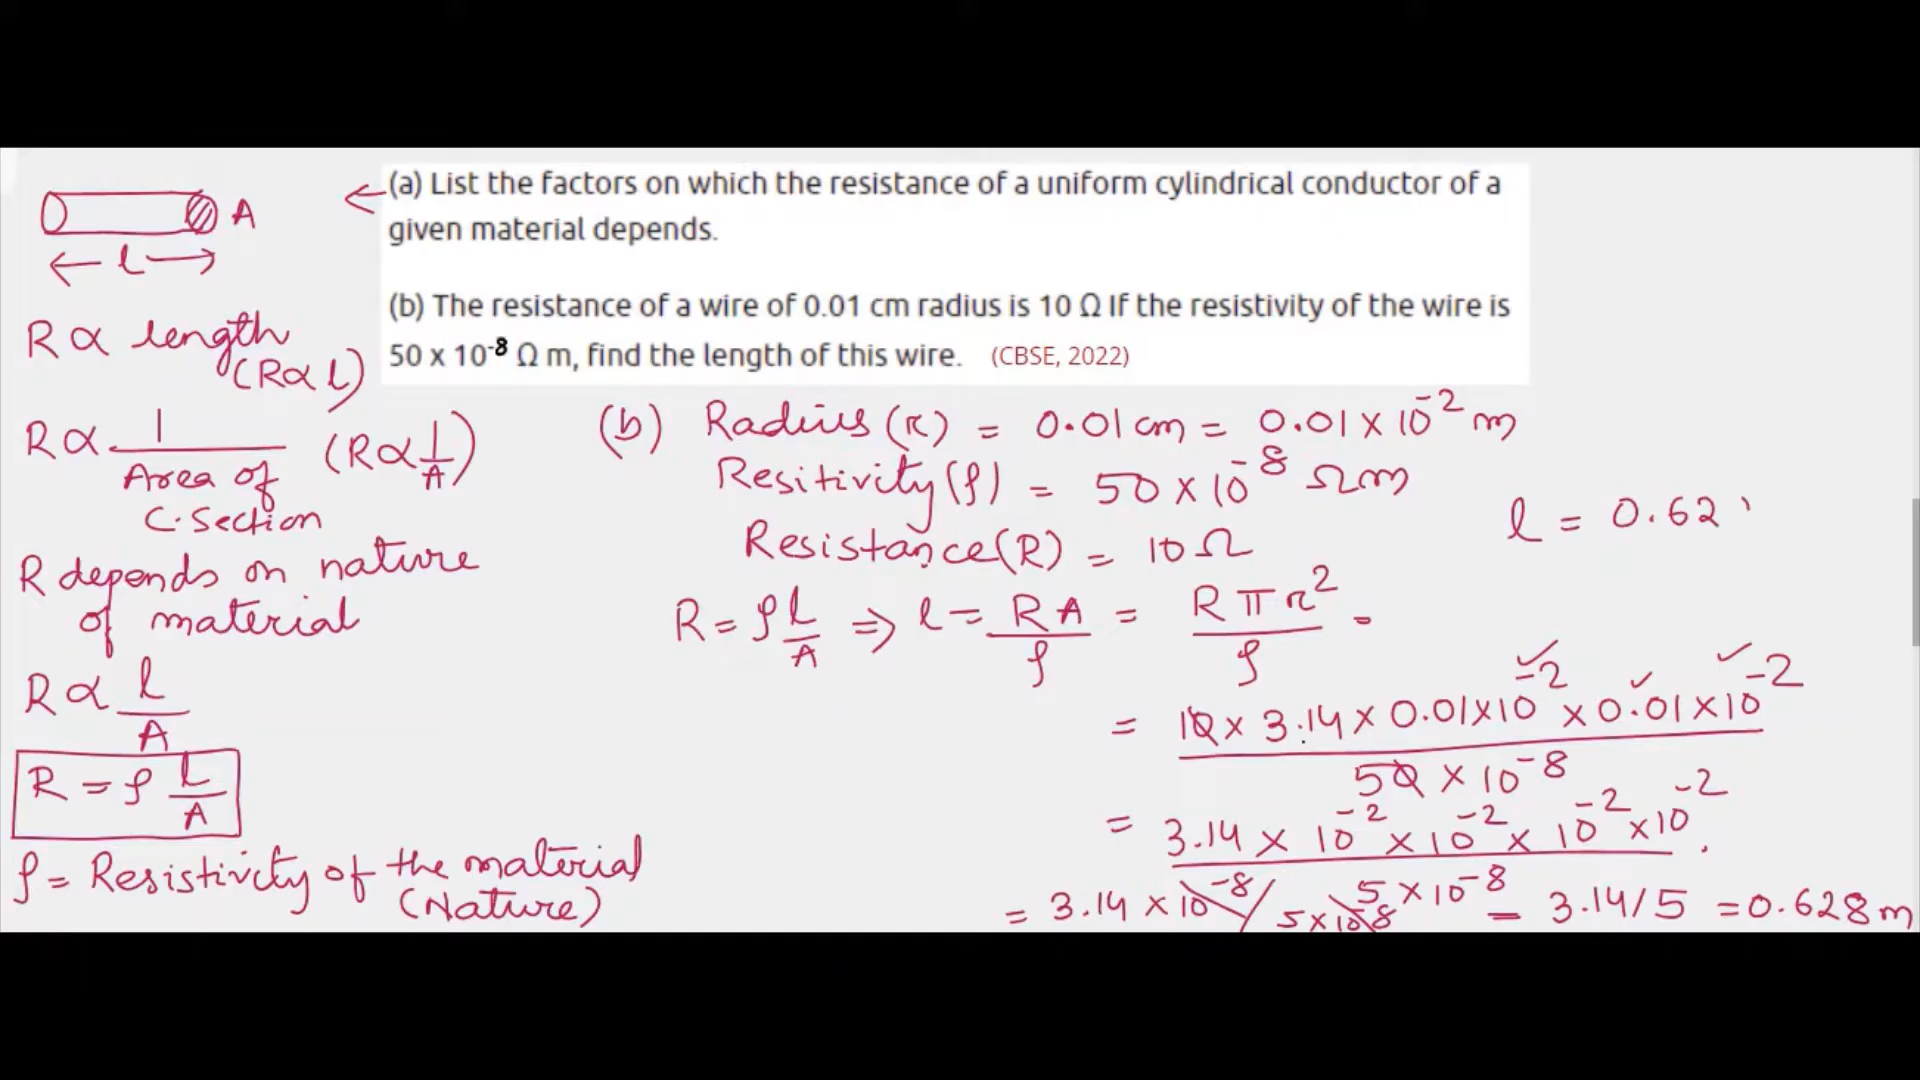 (a) List the factors on which the resistance of a uniform cylindrical conductor of a
given material depends.
(b) The resistance of a wire of 0.01 cm radius is 10 Ω If the resistivity of the wire is
50 x 10⁻⁸ Ω m, find the length of this wire. (CBSE, 2022)
A
← l →
R ∝ length
(R ∝ l)
R ∝ 1 / Area of C.Section (R ∝ 1/A)
R depends on nature
of material
R ∝ l/A
R = ρ l/A
ρ = Resistivity of the material
(Nature)
(b) Radius (r) = 0.01 cm = 0.01 × 10⁻² m
Resitivity (ρ) = 50 × 10⁻⁸ Ωm
Resistance (R) = 10 Ω
R = ρ l/A ⇒ l = RA/ρ = Rπr²/ρ =
= 10 × 3.14 × 0.01×10⁻² × 0.01×10⁻² / 50 × 10⁻⁸
= 3.14 × 10⁻² × 10⁻² × 10⁻² × 10⁻² / 5 × 10⁻⁸
= 3.14 × 10⁻⁸ / 5×10⁻⁸ = 3.14/5 = 0.628 m
l = 0.62